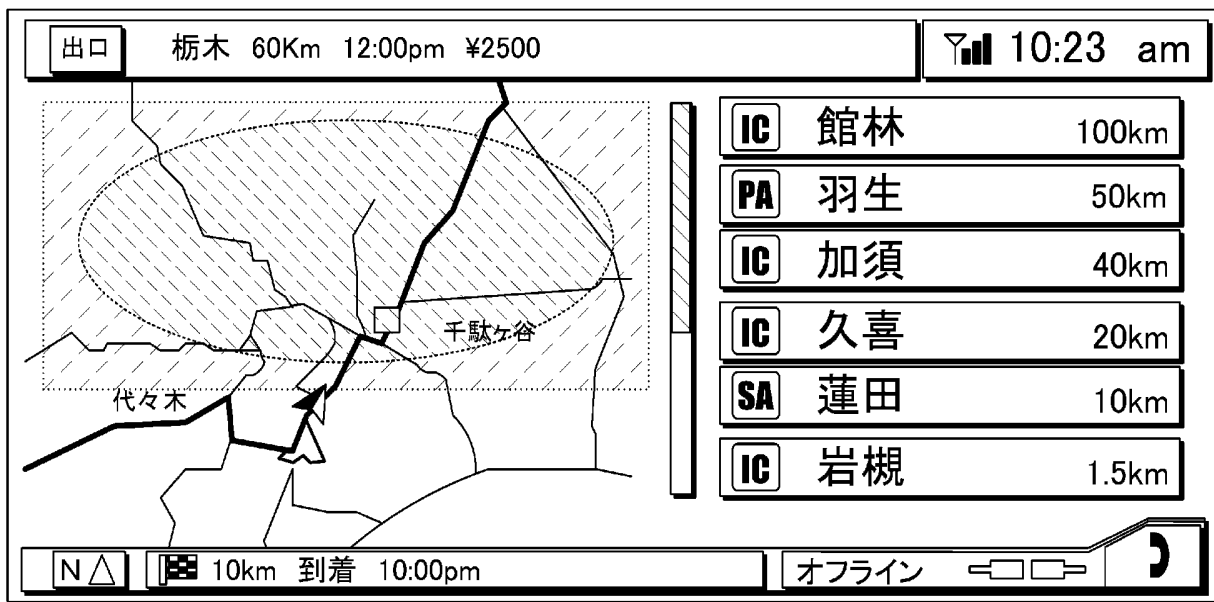 出口 栃木 60Km 12:00pm ¥2500
10:23 am
千駄ヶ谷
代々木
IC 館林 100km
PA 羽生 50km
IC 加須 40km
IC 久喜 20km
SA 蓮田 10km
IC 岩槻 1.5km
N
10km 到着 10:00pm
オフライン